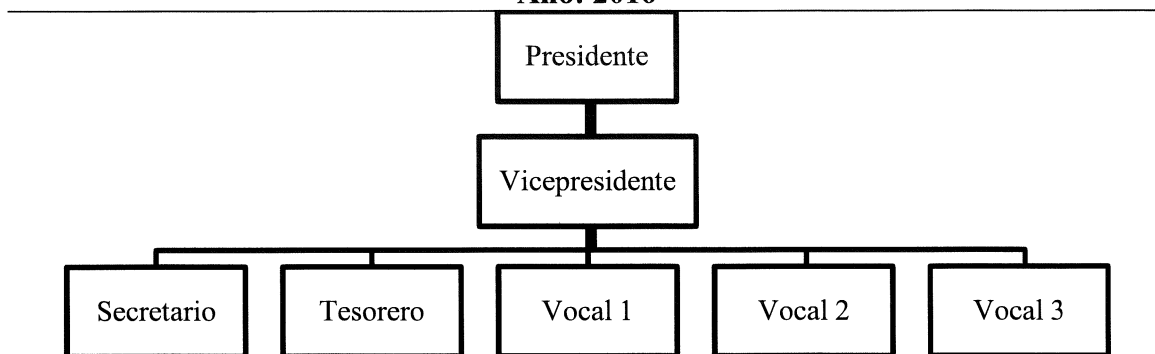 Presidente
Vicepresidente
Secretario Tesorero Vocal 1 Vocal 2 Vocal 3